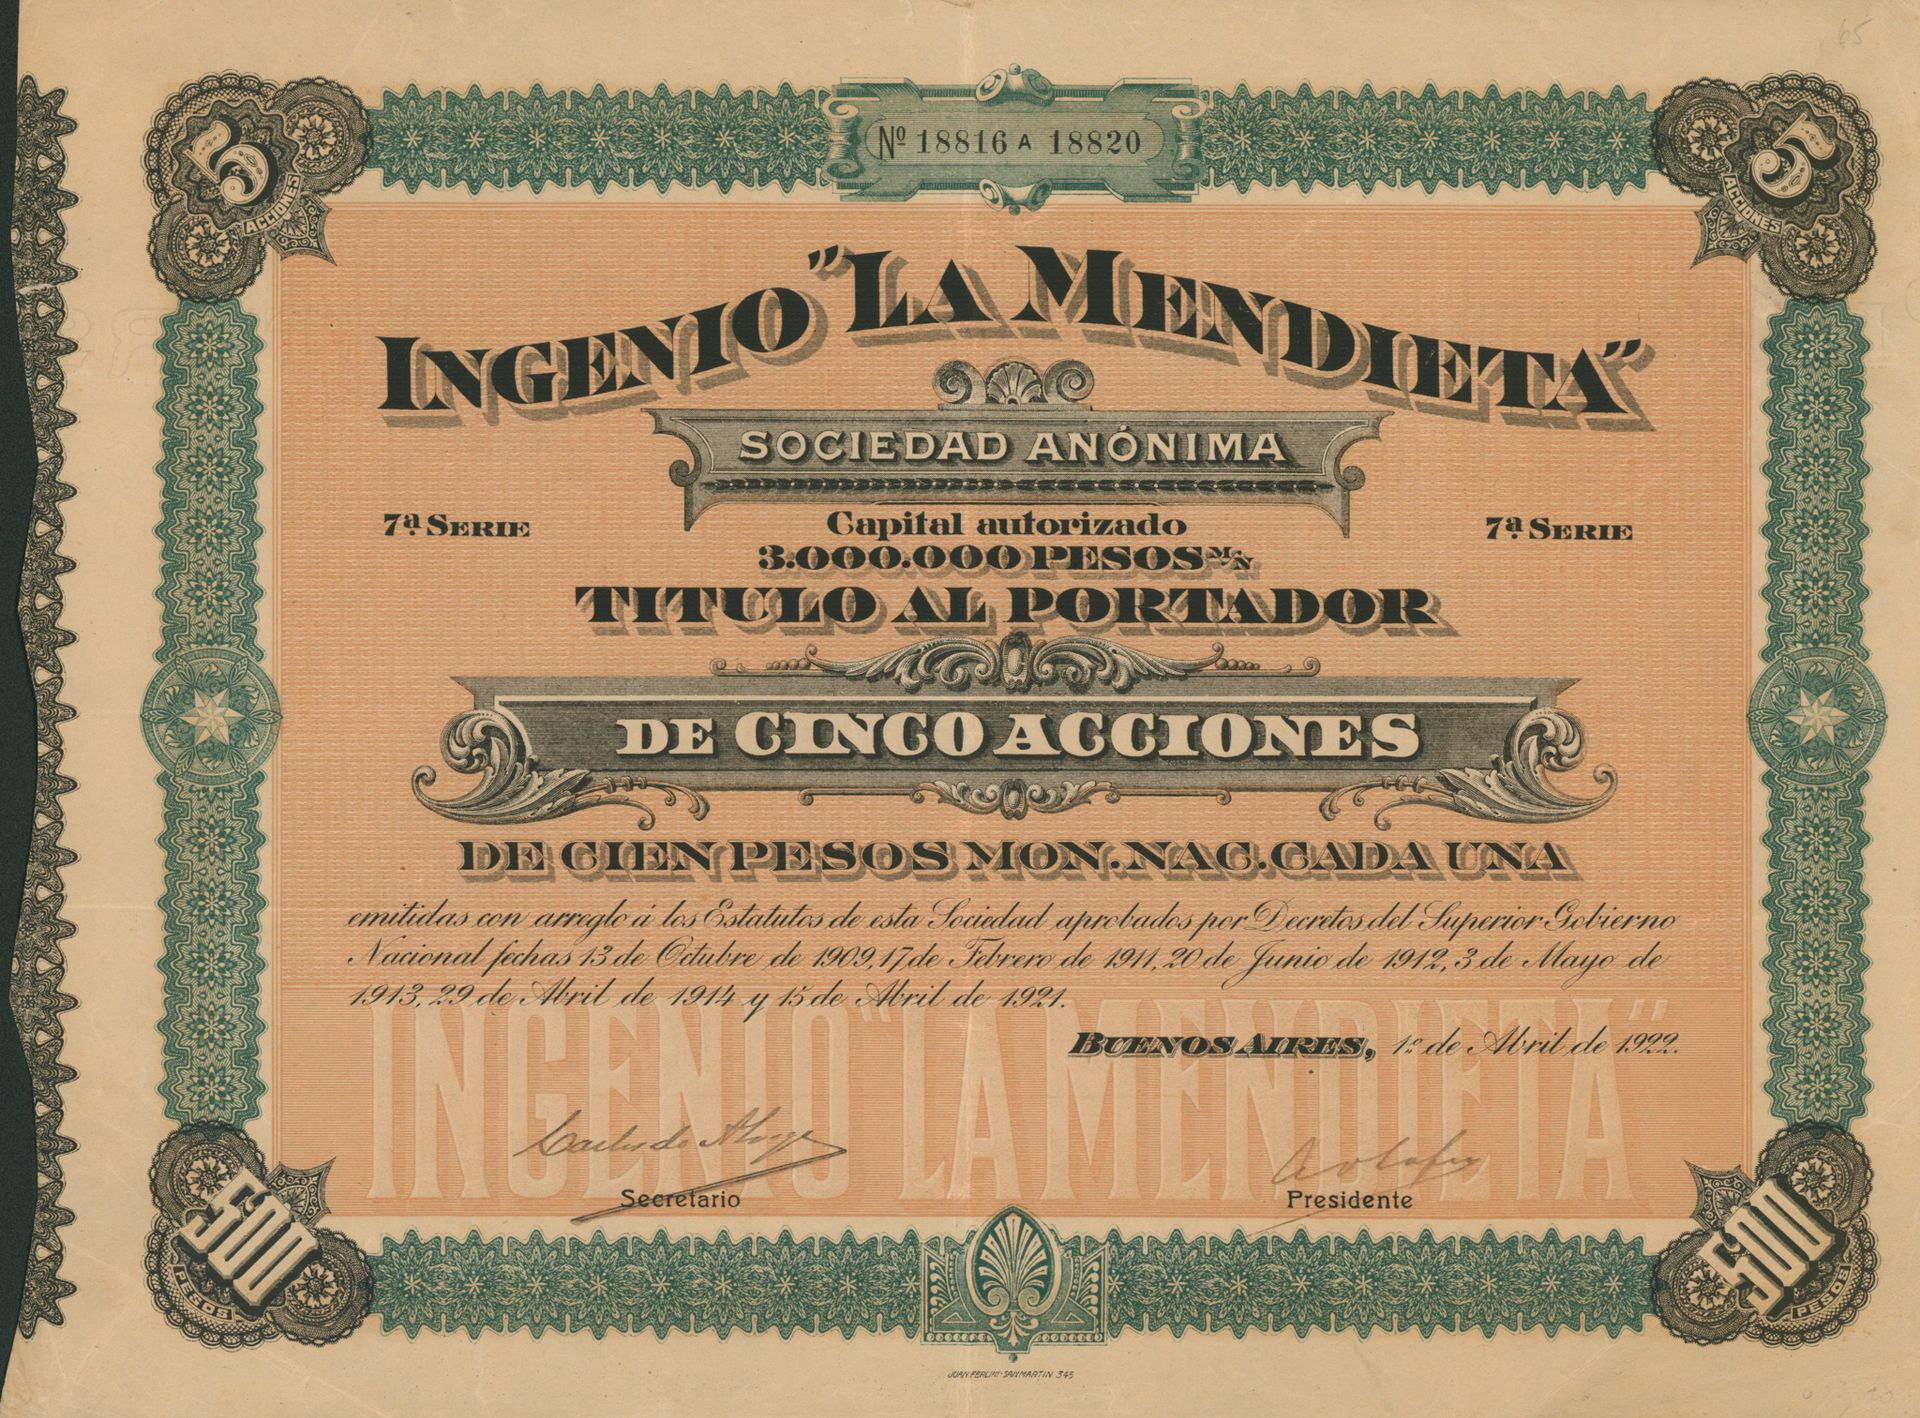 65
Nº 18816 A 18820
5 ACCIONES
5 ACCIONES
INGENIO "LA MENDIETA"
SOCIEDAD ANÓNIMA
7ª SERIE
Capital autorizado
7ª SERIE
3.000.000 PESOS M/N
TITULO AL PORTADOR
DE CINCO ACCIONES
DE CIEN PESOS MON. NAC. CADA UNA
emitidas con arreglo á los Estatutos de esta Sociedad aprobados por Decretos del Superior Gobierno
Nacional fechas 13 de Octubre de 1909, 17 de Febrero de 1911, 20 de Junio de 1912, 3 de Mayo de
1913, 29 de Abril de 1914 y 15 de Abril de 1921.
BUENOS AIRES, 1º de Abril de 1922.
INGENIO "LA MENDIETA"
Secretario
Presidente
500 PESOS
500 PESOS
SAN MARTIN 345